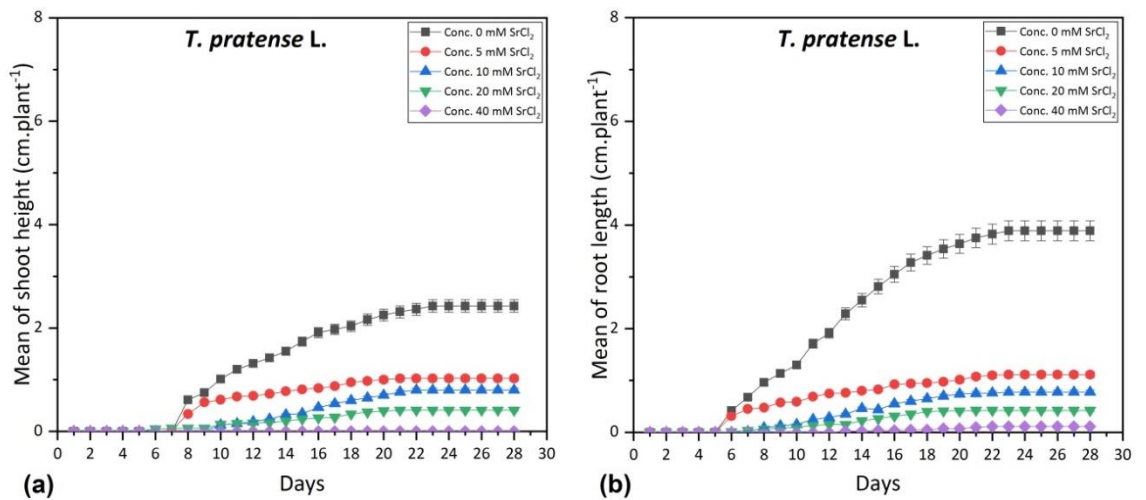 T. pratense L.
Conc. 0 mM SrCl₂
Conc. 5 mM SrCl₂
Conc. 10 mM SrCl₂
Conc. 20 mM SrCl₂
Conc. 40 mM SrCl₂
Mean of shoot height (cm.plant⁻¹)
8
6
4
2
0
0 2 4 6 8 10 12 14 16 18 20 22 24 26 28 30
Days
(a)
T. pratense L.
Conc. 0 mM SrCl₂
Conc. 5 mM SrCl₂
Conc. 10 mM SrCl₂
Conc. 20 mM SrCl₂
Conc. 40 mM SrCl₂
Mean of root length (cm.plant⁻¹)
8
6
4
2
0
0 2 4 6 8 10 12 14 16 18 20 22 24 26 28 30
Days
(b)